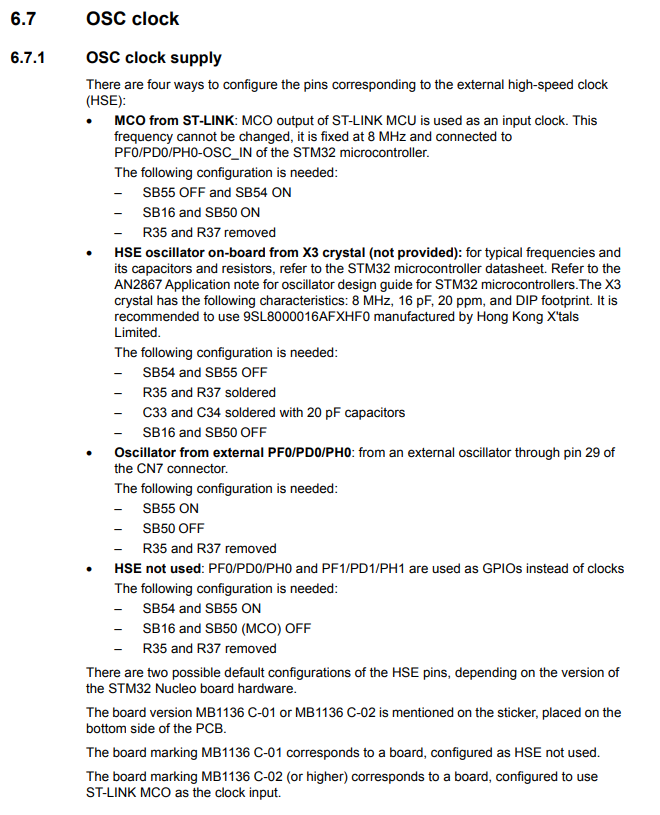 6.7 OSC clock
6.7.1 OSC clock supply
There are four ways to configure the pins corresponding to the external high-speed clock
(HSE):
• MCO from ST-LINK: MCO output of ST-LINK MCU is used as an input clock. This
frequency cannot be changed, it is fixed at 8 MHz and connected to
PF0/PD0/PH0-OSC_IN of the STM32 microcontroller.
The following configuration is needed:
– SB55 OFF and SB54 ON
– SB16 and SB50 ON
– R35 and R37 removed
• HSE oscillator on-board from X3 crystal (not provided): for typical frequencies and
its capacitors and resistors, refer to the STM32 microcontroller datasheet. Refer to the
AN2867 Application note for oscillator design guide for STM32 microcontrollers.The X3
crystal has the following characteristics: 8 MHz, 16 pF, 20 ppm, and DIP footprint. It is
recommended to use 9SL8000016AFXHF0 manufactured by Hong Kong X'tals
Limited.
The following configuration is needed:
– SB54 and SB55 OFF
– R35 and R37 soldered
– C33 and C34 soldered with 20 pF capacitors
– SB16 and SB50 OFF
• Oscillator from external PF0/PD0/PH0: from an external oscillator through pin 29 of
the CN7 connector.
The following configuration is needed:
– SB55 ON
– SB50 OFF
– R35 and R37 removed
• HSE not used: PF0/PD0/PH0 and PF1/PD1/PH1 are used as GPIOs instead of clocks
The following configuration is needed:
– SB54 and SB55 ON
– SB16 and SB50 (MCO) OFF
– R35 and R37 removed
There are two possible default configurations of the HSE pins, depending on the version of
the STM32 Nucleo board hardware.
The board version MB1136 C-01 or MB1136 C-02 is mentioned on the sticker, placed on the
bottom side of the PCB.
The board marking MB1136 C-01 corresponds to a board, configured as HSE not used.
The board marking MB1136 C-02 (or higher) corresponds to a board, configured to use
ST-LINK MCO as the clock input.